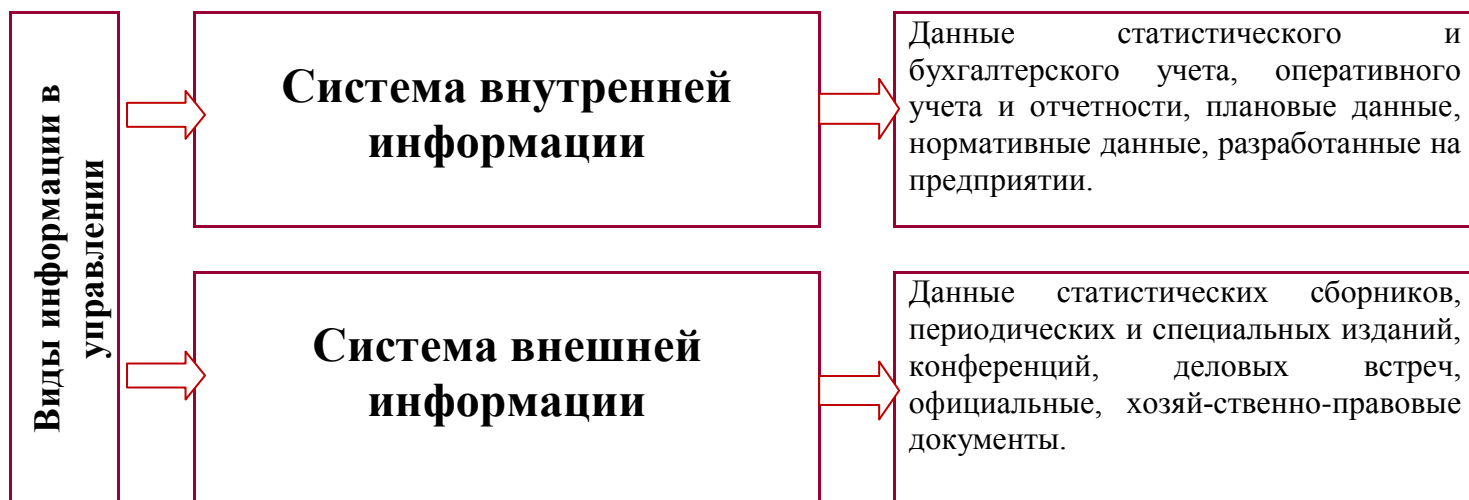 Виды информации в
управлении
Система внутренней
информации
Данные статистического и
бухгалтерского учета, оперативного
учета и отчетности, плановые данные,
нормативные данные, разработанные на
предприятии.
Система внешней
информации
Данные статистических сборников,
периодических и специальных изданий,
конференций, деловых встреч,
официальные, хозяй-ственно-правовые
документы.